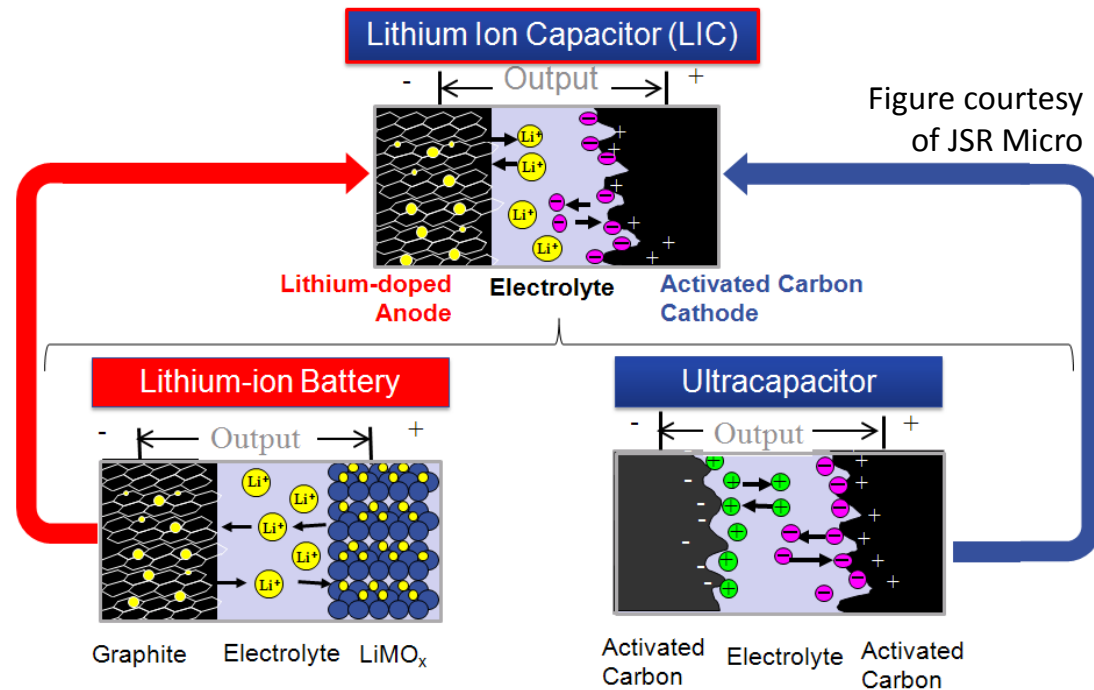 Lithium Ion Capacitor (LIC)
- Output +
Figure courtesy
of JSR Micro
Li+
Li+
Li+
Li+
Lithium-doped
Anode
Electrolyte
Activated Carbon
Cathode
Lithium-ion Battery
- Output +
Li+
Li+
Li+
Li+
Li+
Graphite
Electrolyte
LiMOx
Ultracapacitor
- Output +
Activated
Carbon
Electrolyte
Activated
Carbon